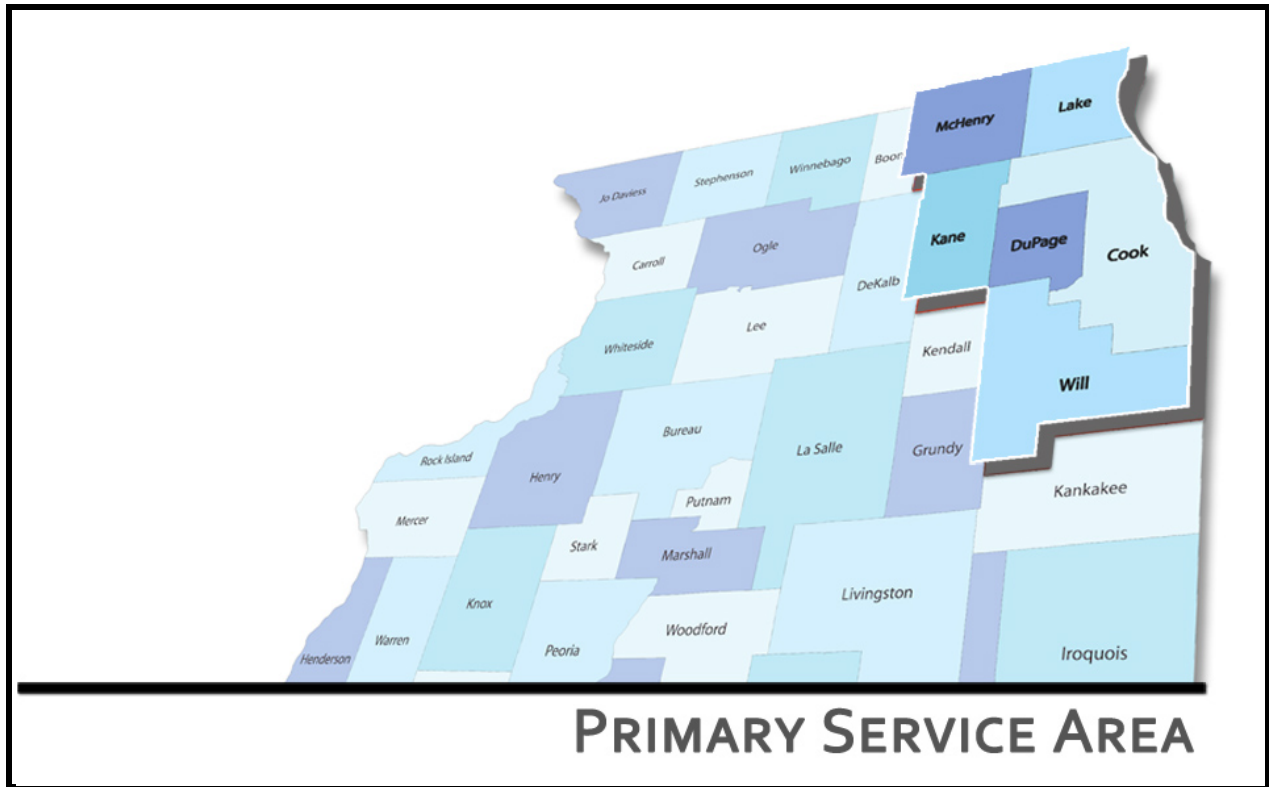 McHenry
Lake
Jo Daviess
Stephenson
Winnebago
Boon
Kane
DuPage
Cook
Carroll
Ogle
DeKalb
Whiteside
Lee
Kendall
Will
Rock Island
Henry
Bureau
La Salle
Grundy
Kankakee
Mercer
Stark
Putnam
Marshall
Knox
Livingston
Henderson
Warren
Peoria
Woodford
Iroquois
PRIMARY SERVICE AREA